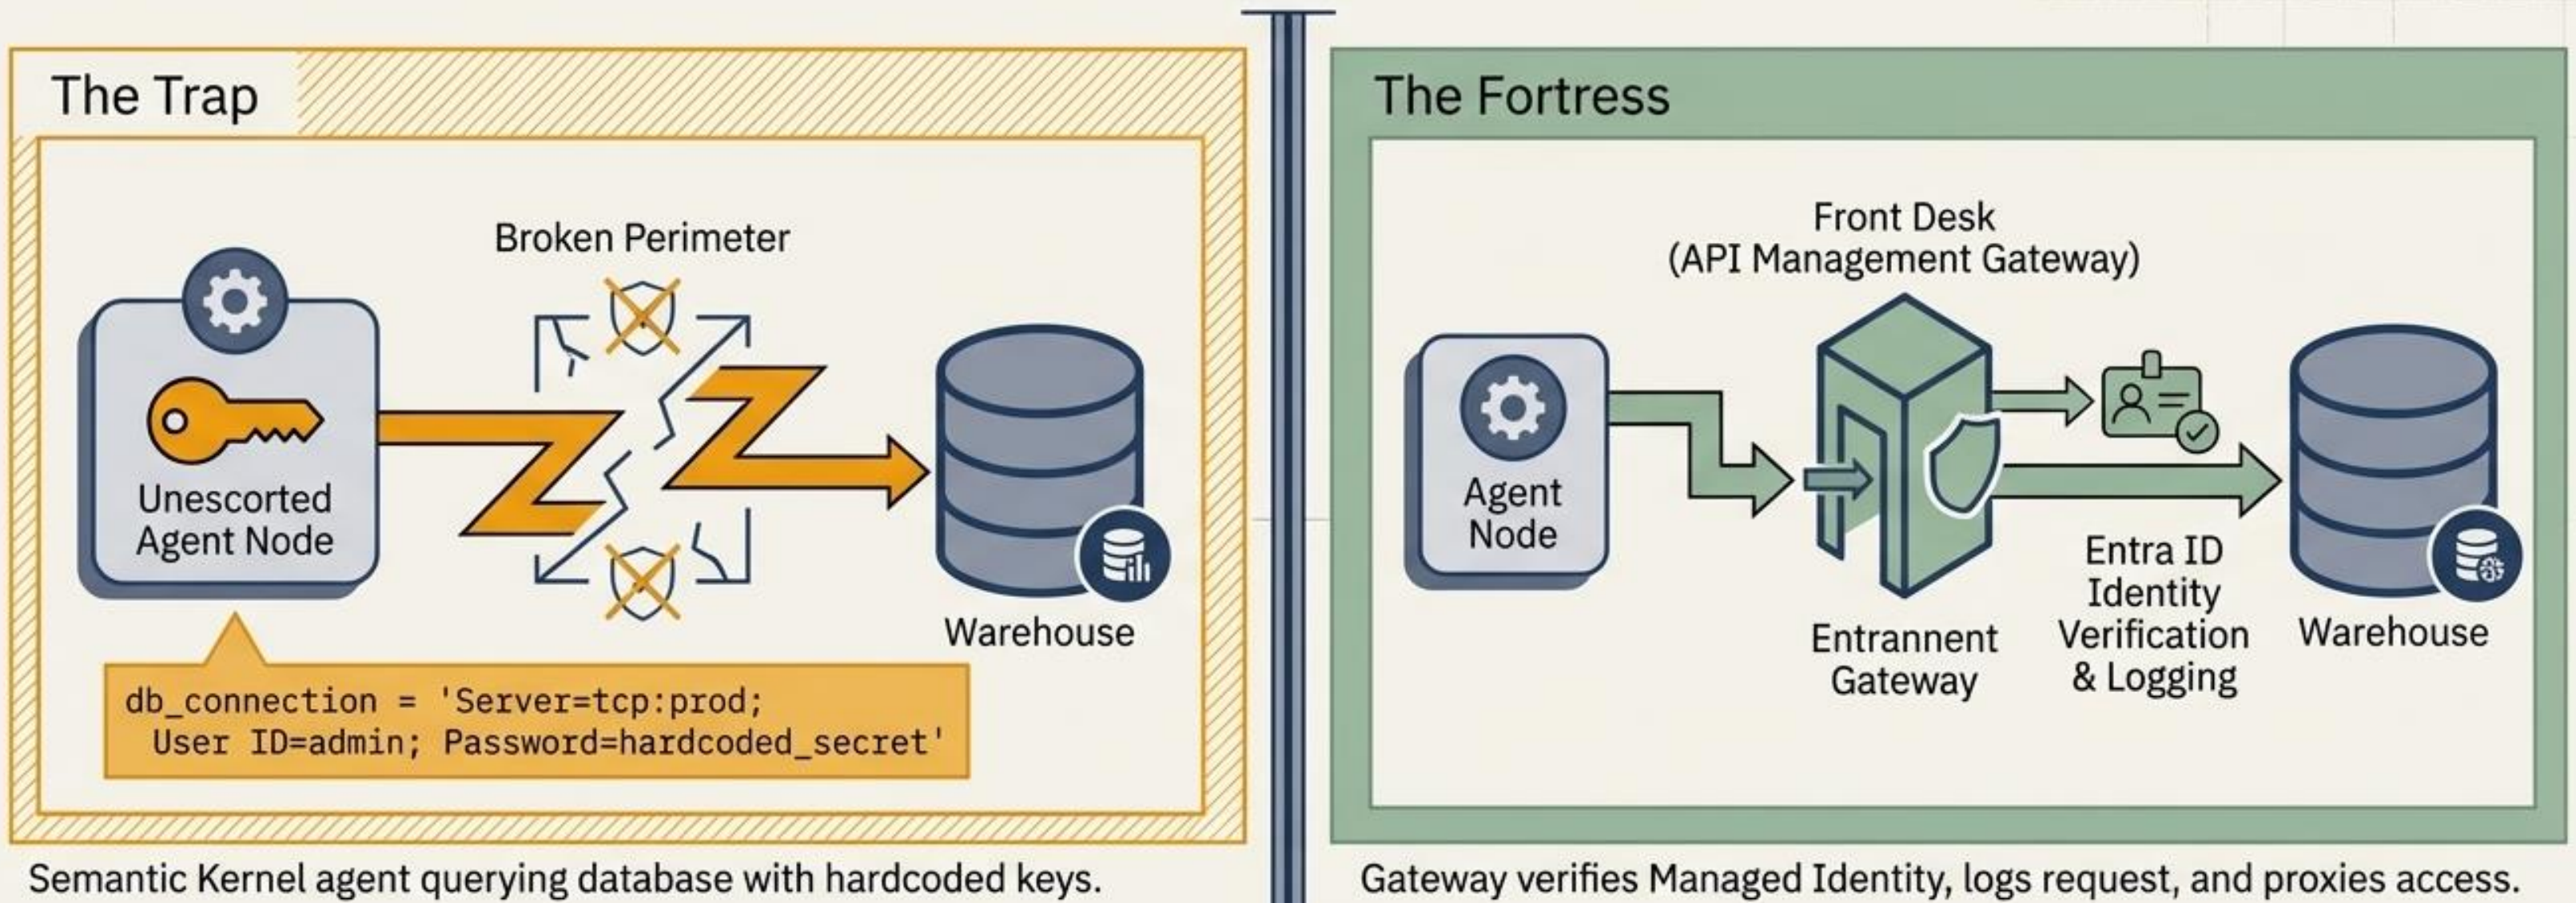 The Trap
Broken Perimeter
Unescorted
Agent Node
Warehouse
db_connection = 'Server=tcp:prod;
User ID=admin; Password=hardcoded_secret'
Semantic Kernel agent querying database with hardcoded keys.
The Fortress
Front Desk
(API Management Gateway)
Agent
Node
Entrannent
Gateway
Entra ID
Identity
Verification
& Logging
Warehouse
Gateway verifies Managed Identity, logs request, and proxies access.